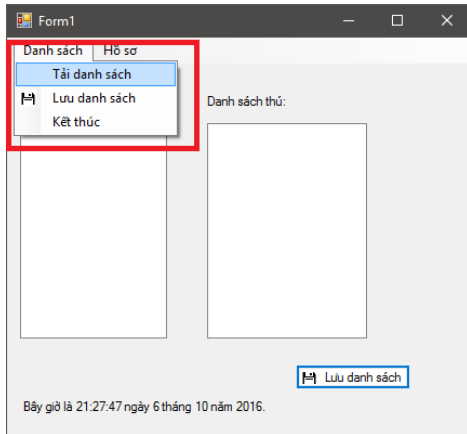 Form1
Danh sách Hồ sơ
Tải danh sách
Lưu danh sách
Kết thúc
Danh sách thú:
Lưu danh sách
Bây giờ là 21:27:47 ngày 6 tháng 10 năm 2016.